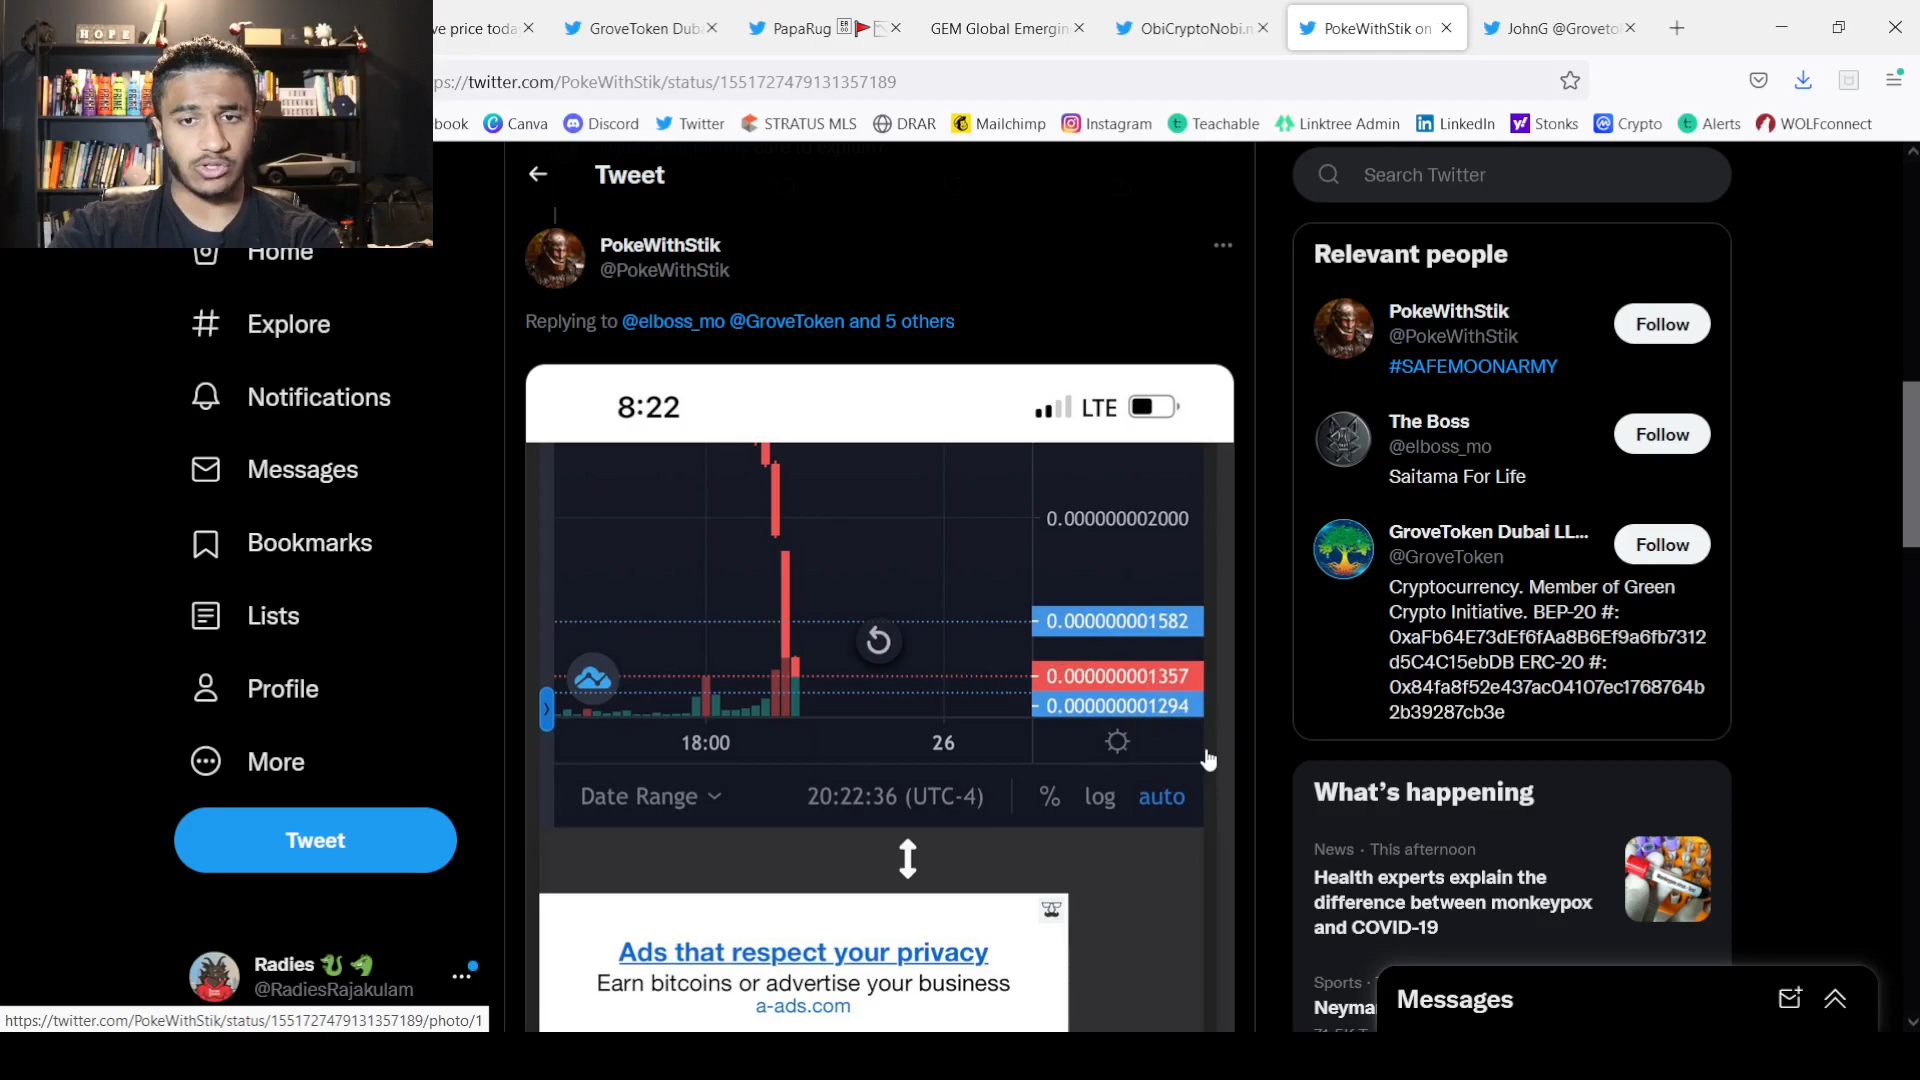 HOPE
ve price toda
GroveToken Dub
PapaRug
GEM Global Emergin
ObiCryptoNobi.n
PokeWithStik on
JohnG @Groveto
ps://twitter.com/PokeWithStik/status/1551727479131357189
book
Canva
Discord
Twitter
STRATUS MLS
DRAR
Mailchimp
Instagram
Teachable
Linktree Admin
LinkedIn
Stonks
Crypto
Alerts
WOLFconnect
Home
Explore
Notifications
Messages
Bookmarks
Lists
Profile
More
Tweet
Radies
@RadiesRajakulam
https://twitter.com/PokeWithStik/status/1551727479131357189/photo/1
Tweet
PokeWithStik
@PokeWithStik
Replying to @elboss_mo @GroveToken and 5 others
8:22
LTE
0.000000002000
0.000000001582
0.000000001357
0.000000001294
18:00
26
Date Range
20:22:36 (UTC-4)
%
log
auto
Ads that respect your privacy
Earn bitcoins or advertise your business
a-ads.com
Search Twitter
Relevant people
PokeWithStik
@PokeWithStik
Follow
#SAFEMOONARMY
The Boss
@elboss_mo
Follow
Saitama For Life
GroveToken Dubai LL...
@GroveToken
Follow
Cryptocurrency. Member of Green
Crypto Initiative. BEP-20 #:
0xaFb64E73dEf6fAa8B6Ef9a6fb7312
d5C4C15ebDB ERC-20 #:
0x84fa8f52e437ac04107ec1768764b
2b39287cb3e
What's happening
News · This afternoon
Health experts explain the
difference between monkeypox
and COVID-19
Sports ·
Neyma
Messages